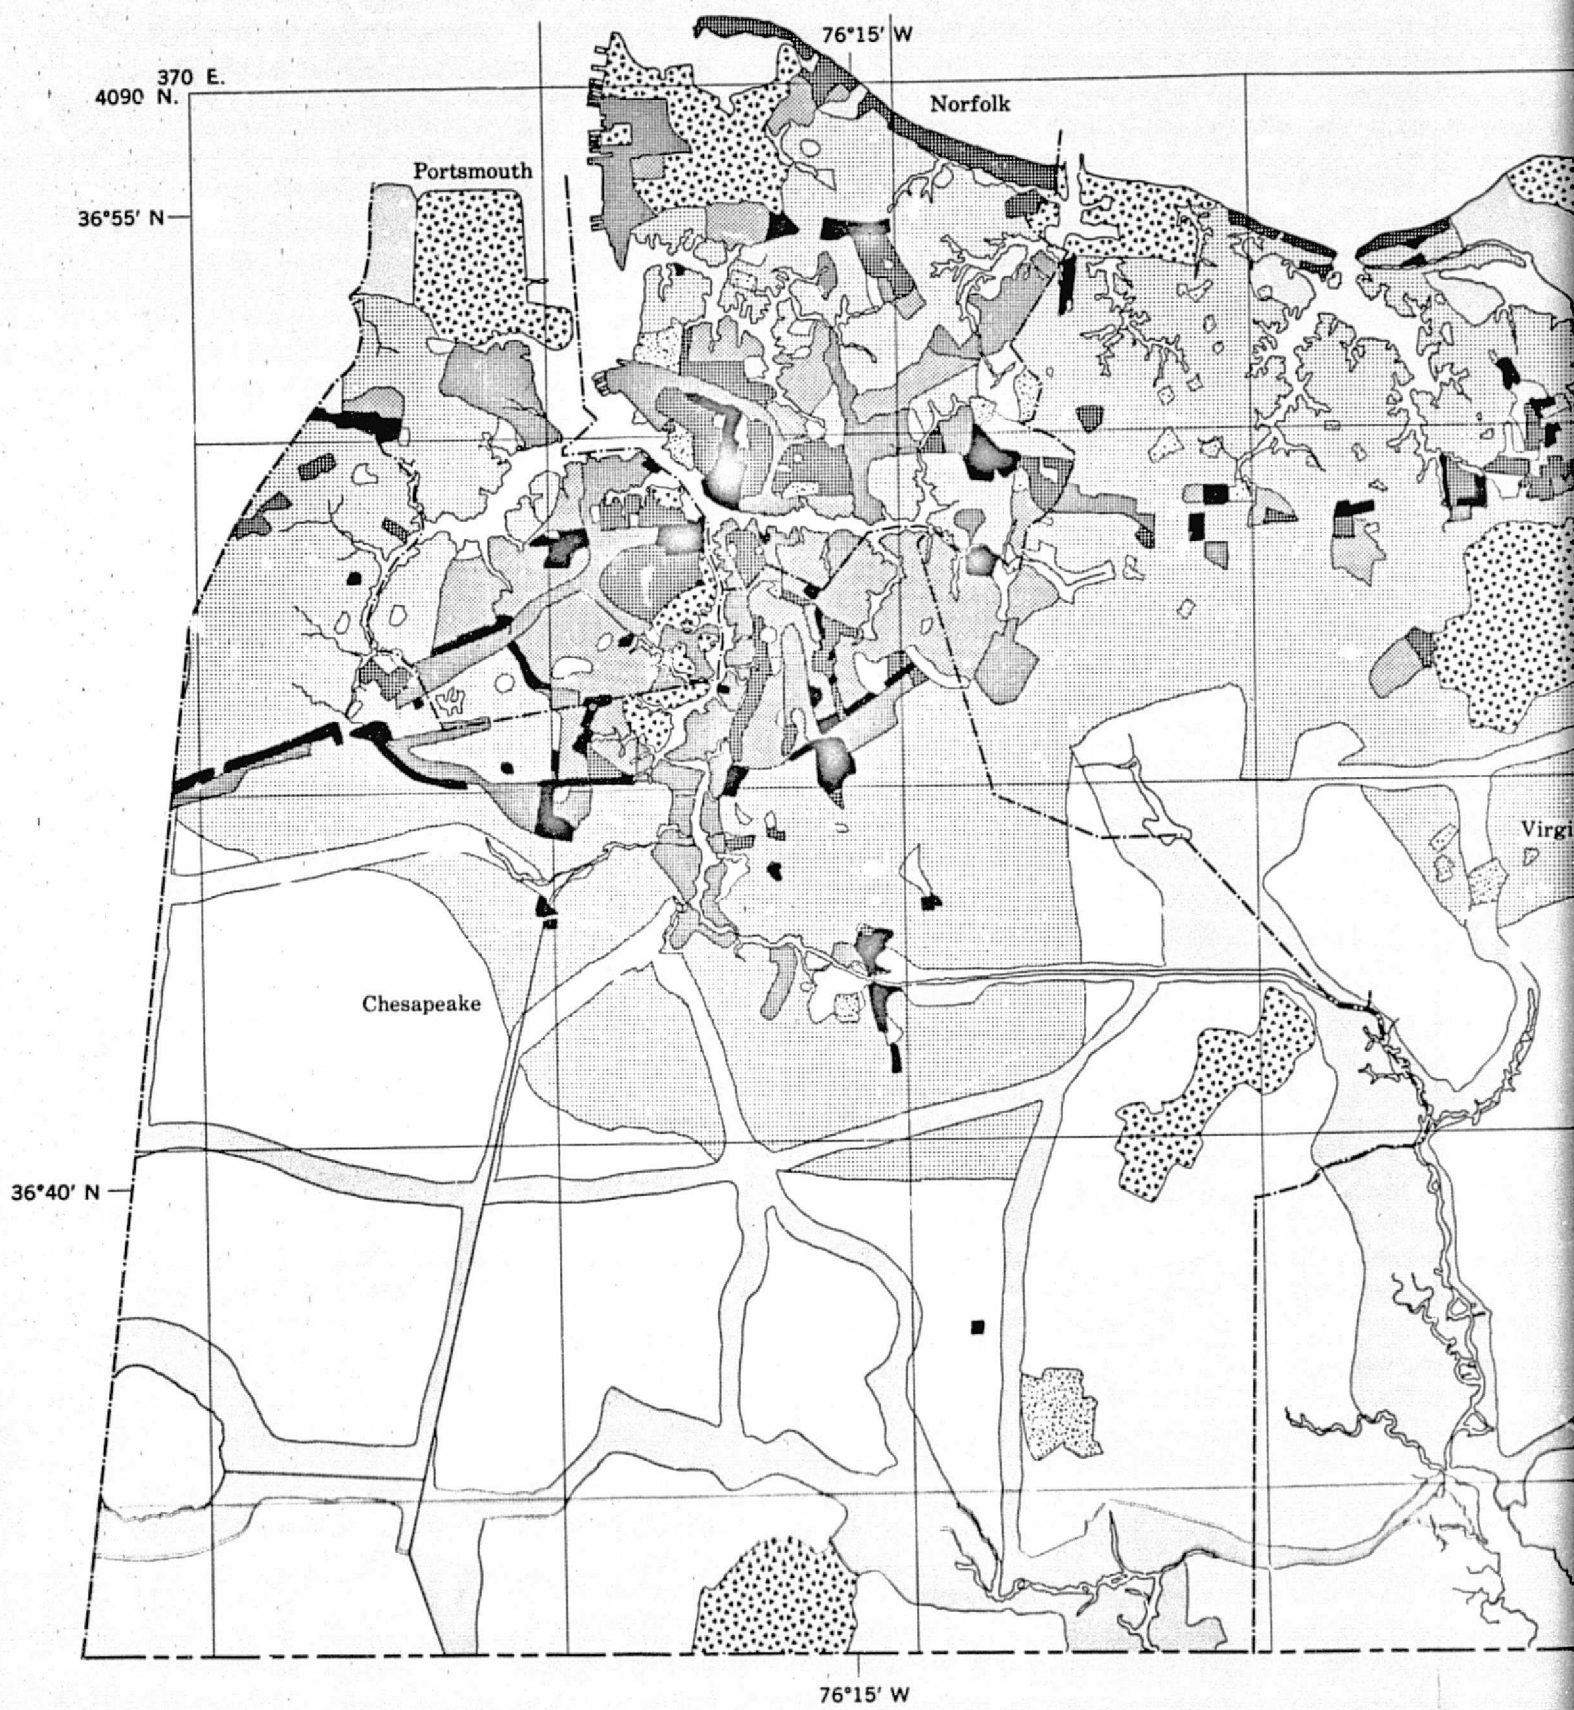 76°15′ W
370 E.
4090 N.
Norfolk
Portsmouth
36°55′ N
Virgi
Chesapeake
36°40′ N
76°15′ W